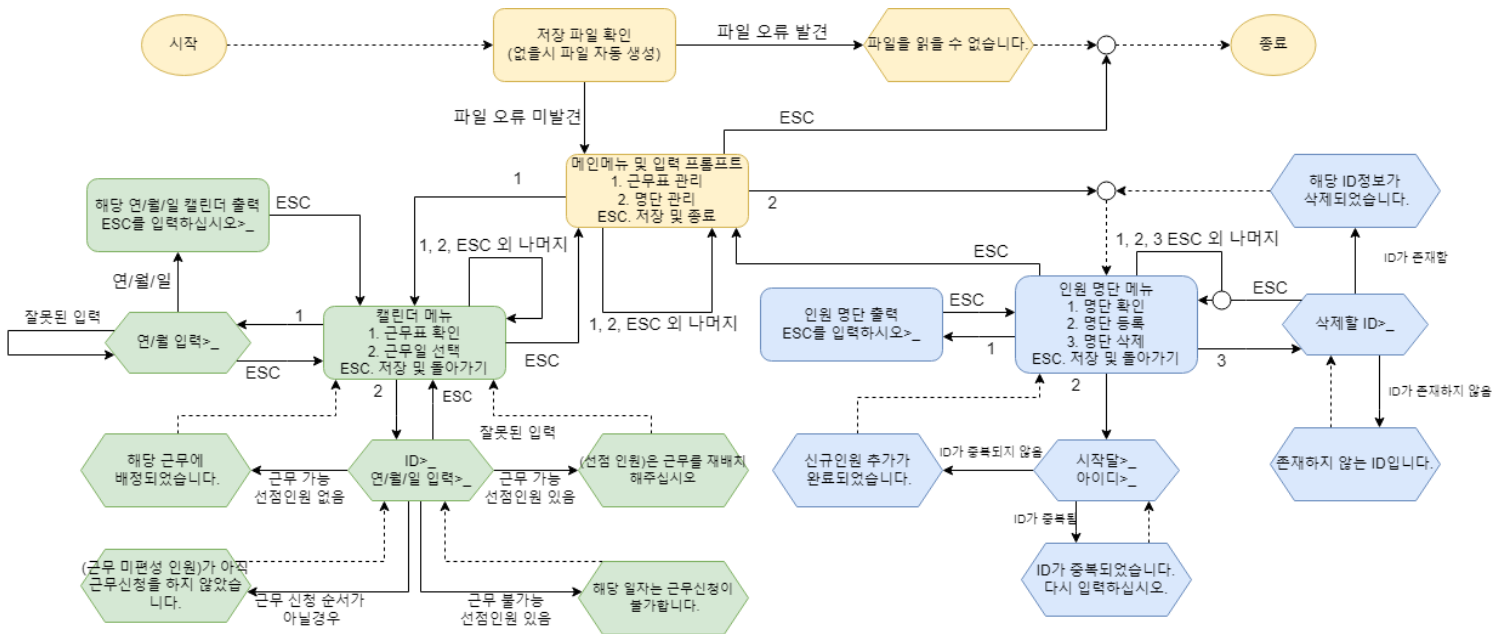 시작
저장 파일 확인
(없을시 파일 자동 생성)
파일 오류 발견
파일을 읽을 수 없습니다.
종료
파일 오류 미발견
ESC
메인메뉴 및 입력 프롬프트
1. 근무표 관리
2. 명단 관리
ESC. 저장 및 종료
1
2
해당 ID정보가
삭제되었습니다.
해당 연/월/일 캘린더 출력
ESC를 입력하십시오>_
ESC
1, 2, ESC 외 나머지
1, 2, 3 ESC 외 나머지
ESC
ID가 존재함
연/월/일
잘못된 입력
연/월 입력>_
1
ESC
캘린더 메뉴
1. 근무표 확인
2. 근무일 선택
ESC. 저장 및 돌아가기
ESC
1, 2, ESC 외 나머지
인원 명단 출력
ESC를 입력하시오>_
ESC
1
인원 명단 메뉴
1. 명단 확인
2. 명단 등록
3. 명단 삭제
ESC. 저장 및 돌아가기
ESC
3
삭제할 ID>_
2
ESC
2
ID가 존재하지 않음
잘못된 입력
해당 근무에
배정되었습니다.
근무 가능
선점인원 없음
ID>_
연/월/일 입력>_
근무 가능
선점인원 있음
(선점 인원)은 근무를 재배치
해주십시오
신규인원 추가가
완료되었습니다.
ID가 중복되지 않음
시작달>_
아이디>_
존재하지 않는 ID입니다.
ID가 중복됨
(근무 미편성 인원)가 아직
근무신청을 하지 않았습
니다.
근무 신청 순서가
아닐경우
근무 불가능
선점인원 있음
해당 일자는 근무신청이
불가합니다.
ID가 중복되었습니다.
다시 입력하십시오.